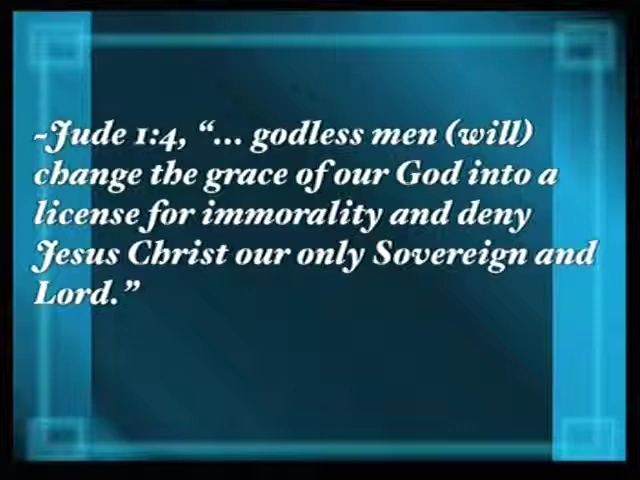 ~Jude 1:4, “... godless men (will)
change the grace of our God into a
license for immorality and deny
Jesus Christ our only Sovereign and
Lord.”